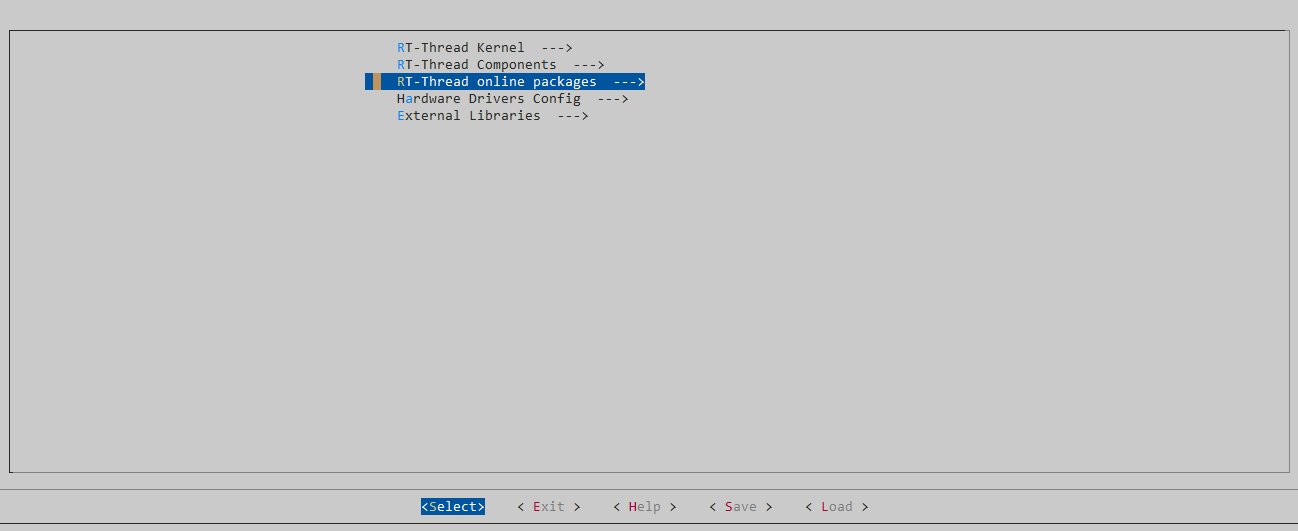 RT-Thread Kernel  --->
RT-Thread Components  --->
RT-Thread online packages  --->
Hardware Drivers Config  --->
External Libraries  --->
<Select>    < Exit >    < Help >    < Save >    < Load >